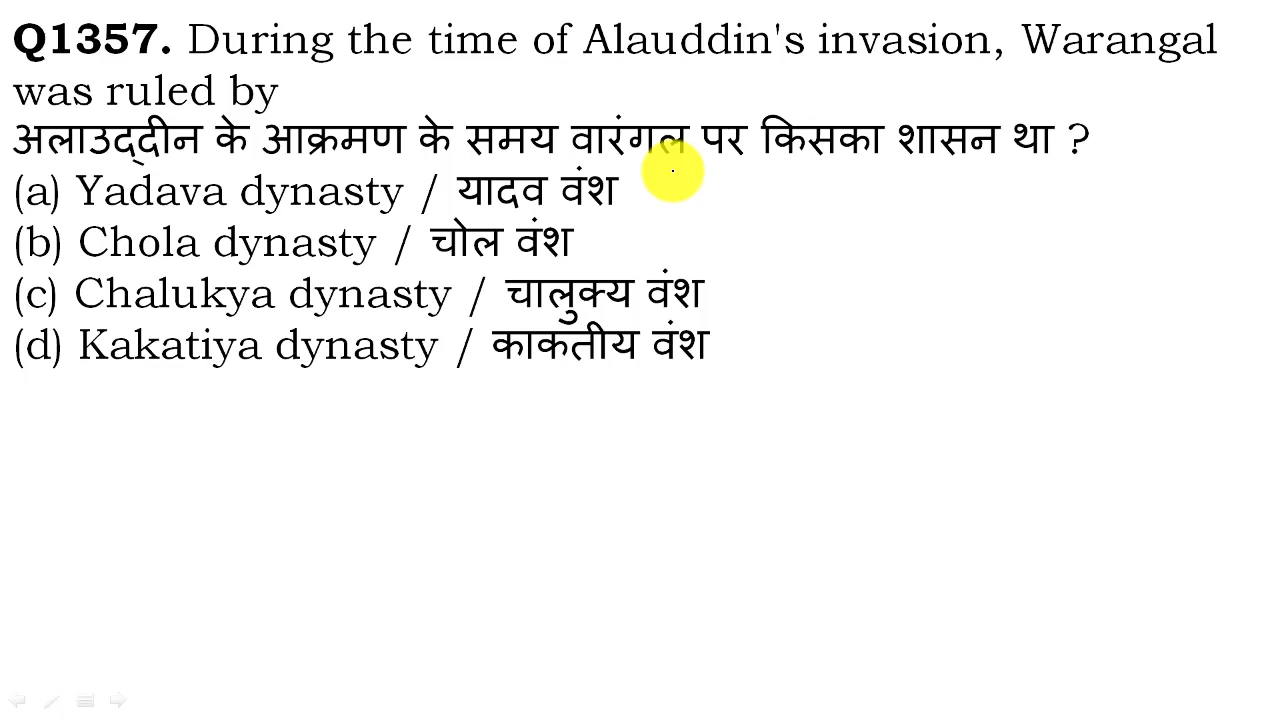 Q1357. During the time of Alauddin's invasion, Warangal
was ruled by
अलाउद्दीन के आक्रमण के समय वारंगल पर किसका शासन था ?
(a) Yadava dynasty / यादव वंश
(b) Chola dynasty / चोल वंश
(c) Chalukya dynasty / चालुक्य वंश
(d) Kakatiya dynasty / काकतीय वंश